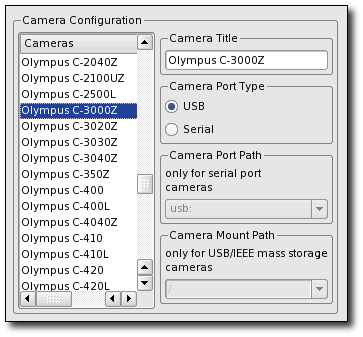 Camera Configuration
Cameras
Olympus C-2040Z
Olympus C-2100UZ
Olympus C-2500L
Olympus C-3000Z
Olympus C-3020Z
Olympus C-3030Z
Olympus C-3040Z
Olympus C-350Z
Olympus C-400
Olympus C-400L
Olympus C-4040Z
Olympus C-410
Olympus C-410L
Olympus C-420
Olympus C-420L
Camera Title
Olympus C-3000Z
Camera Port Type
USB
Serial
Camera Port Path
only for serial port
cameras
usb:
Camera Mount Path
only for USB/IEEE mass storage
cameras
/